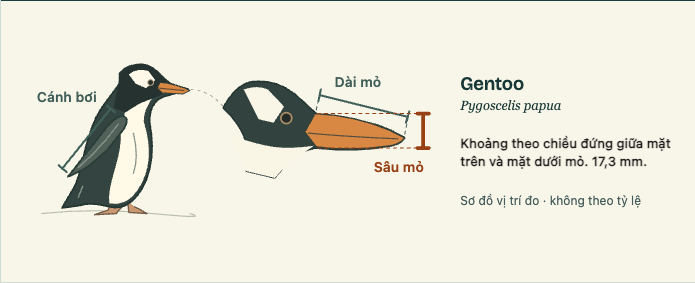 Cánh bơi
Dài mỏ
Sâu mỏ
Gentoo
Pygoscelis papua
Khoảng theo chiều đứng giữa mặt
trên và mặt dưới mỏ. 17,3 mm.
Sơ đồ vị trí đo · không theo tỷ lệ